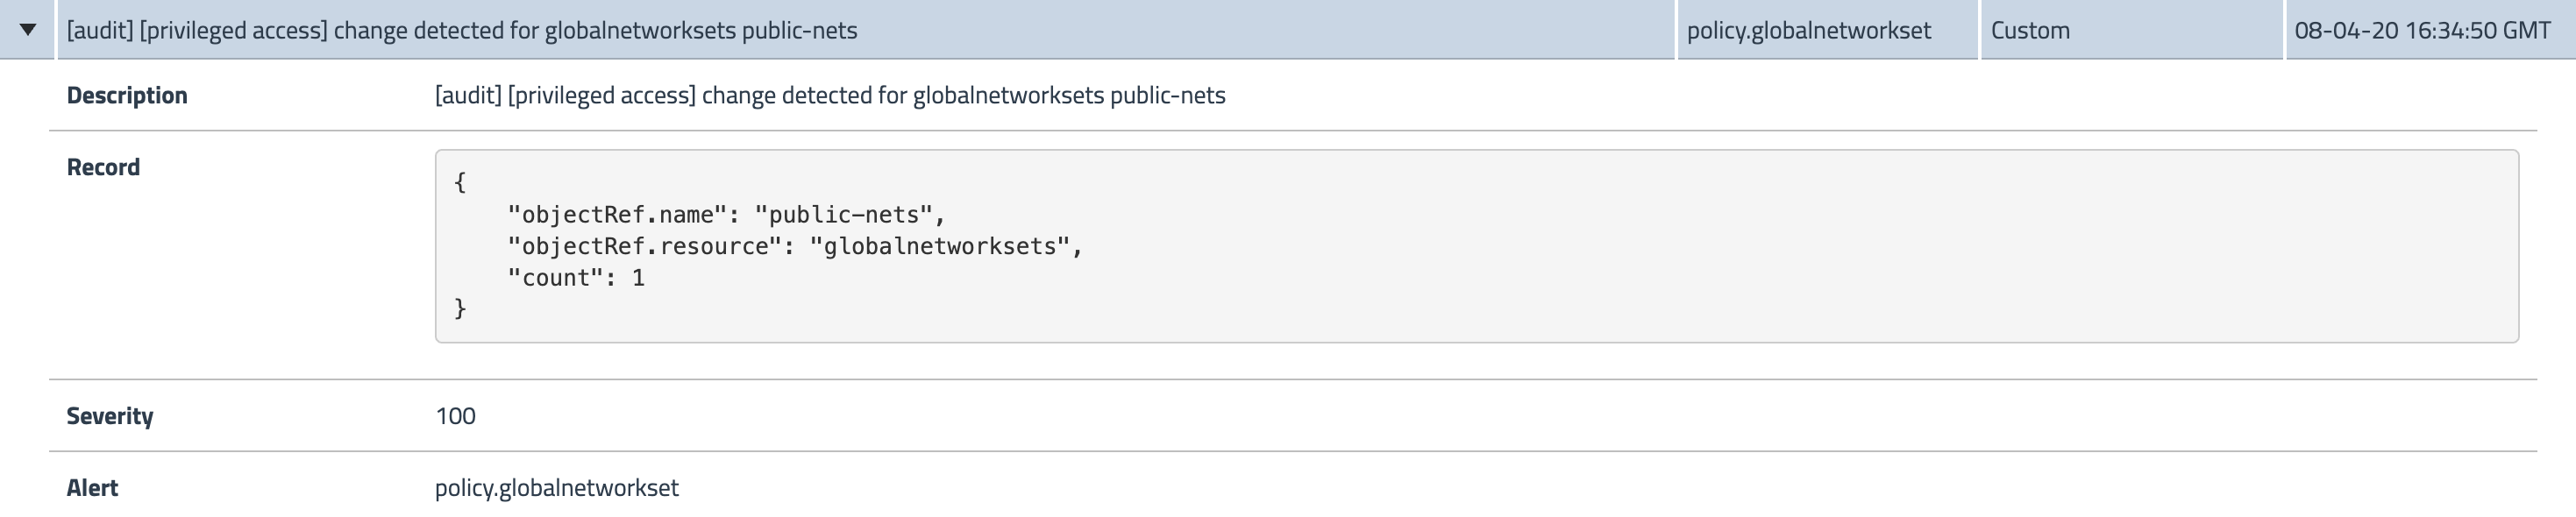 [audit] [privileged access] change detected for globalnetworksets public-nets policy.globalnetworkset Custom 08-04-20 16:34:50 GMT
Description [audit] [privileged access] change detected for globalnetworksets public-nets
Record
{
"objectRef.name": "public-nets",
"objectRef.resource": "globalnetworksets",
"count": 1
}
Severity 100
Alert policy.globalnetworkset